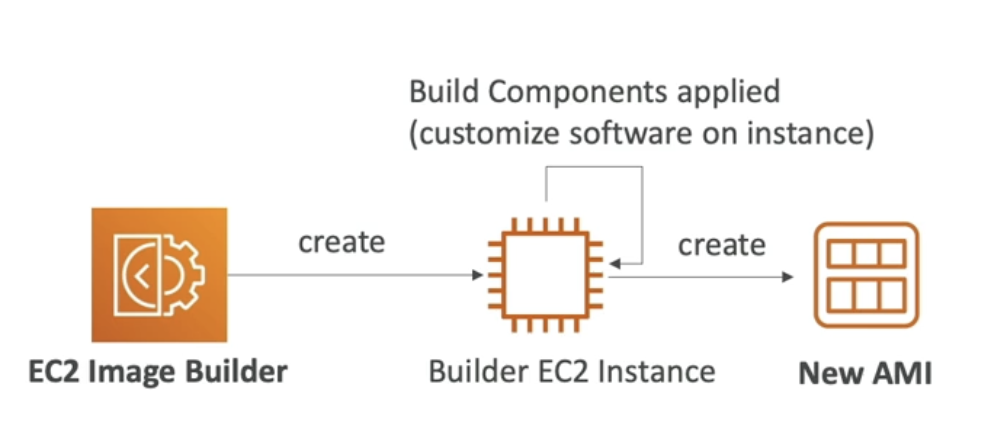 Build Components applied
(customize software on instance)
create
create
EC2 Image Builder
Builder EC2 Instance
New AMI